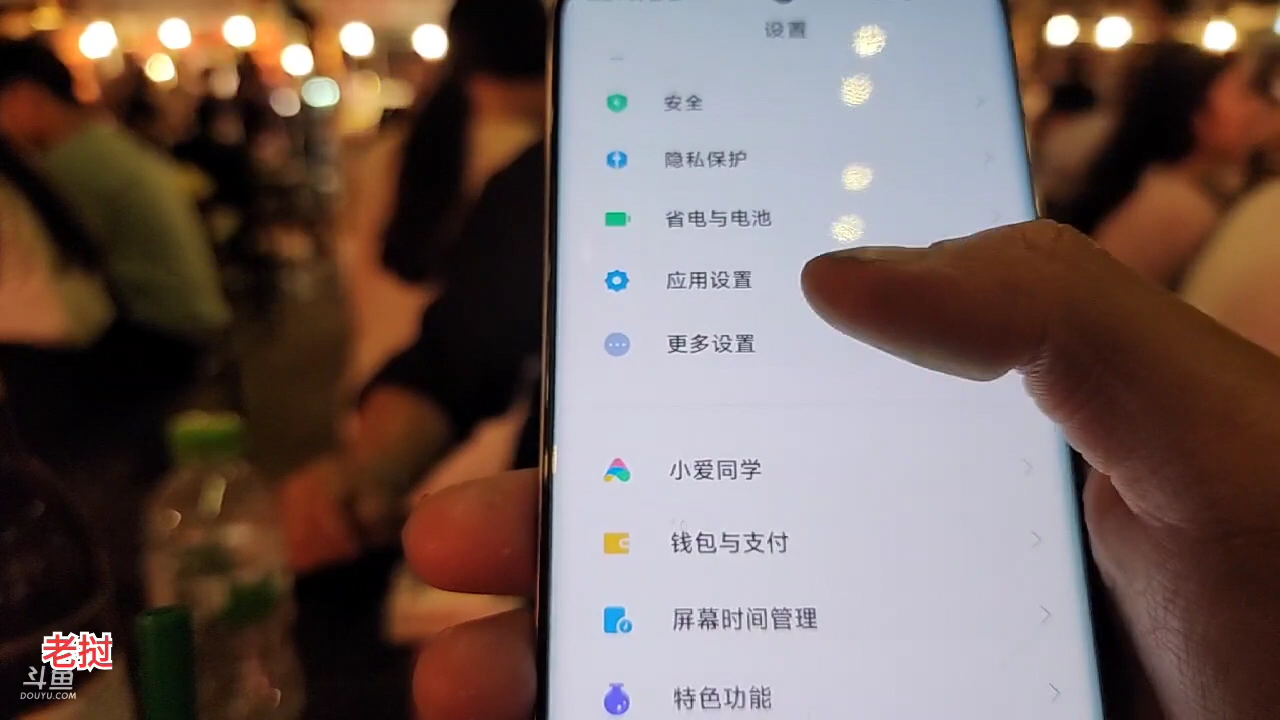 设置
安全
隐私保护
省电与电池
应用设置
更多设置
小爱同学
钱包与支付
屏幕时间管理
特色功能
老挝
斗鱼
DOUYU.COM